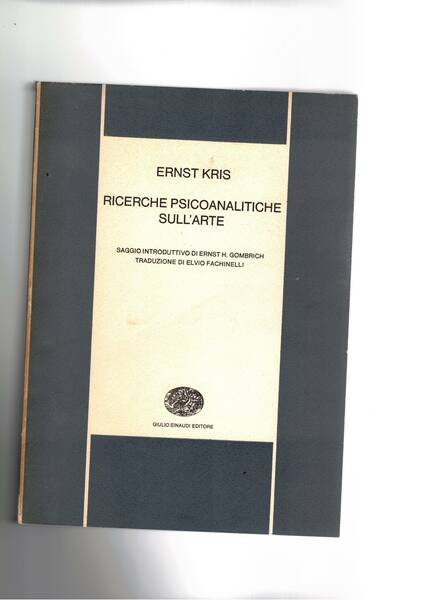 ERNST KRIS
RICERCHE PSICOANALITICHE
SULL'ARTE
SAGGIO INTRODUTTIVO DI ERNST H. GOMBRICH
TRADUZIONE DI ELVIO FACHINELLI
GIULIO EINAUDI EDITORE